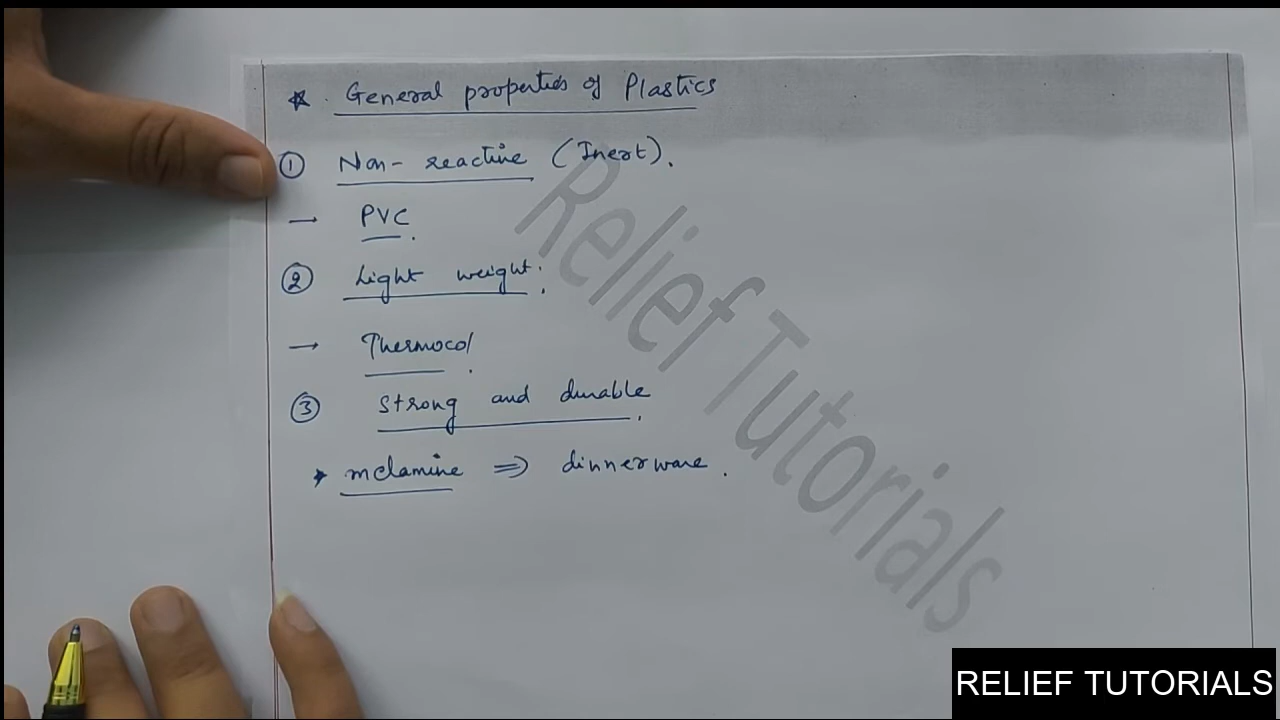 * General properties of Plastics
① Non-reactive (Inert).
→ PVC.
② Light weight.
→ Thermocol.
③ strong and durable.
* melamine ⇒ dinnerware.
Relief Tutorials
RELIEF TUTORIALS